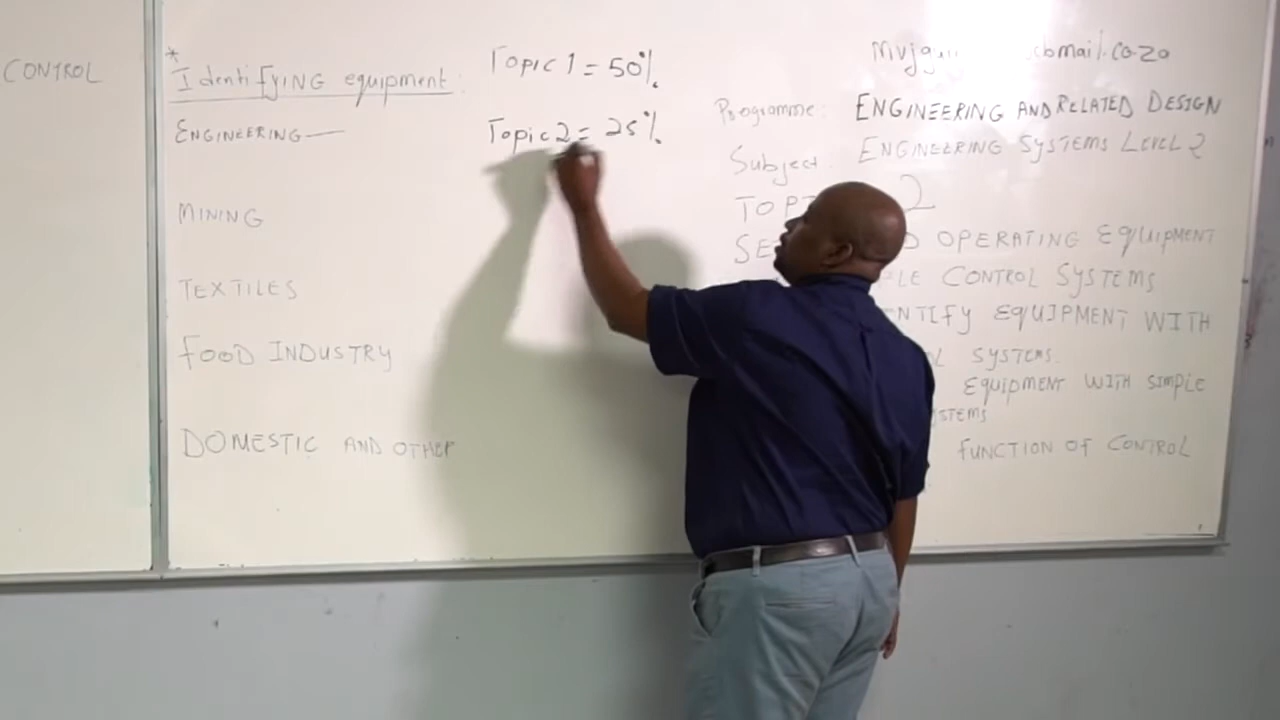 CONTROL
*
Identifying equipment:
ENGINEERING—
MINING
TEXTILES
FOOD INDUSTRY
DOMESTIC AND OTHER
Topic 1 = 50%
Topic 2 = 25%
Programme: ENGINEERING AND RELATED DESIGN
Subject: ENGINEERING SYSTEMS LEVEL 2
2
OPERATING EQUIPMENT
CONTROL SYSTEMS
EQUIPMENT WITH
SYSTEMS.
EQUIPMENT WITH SIMPLE
FUNCTION OF CONTROL